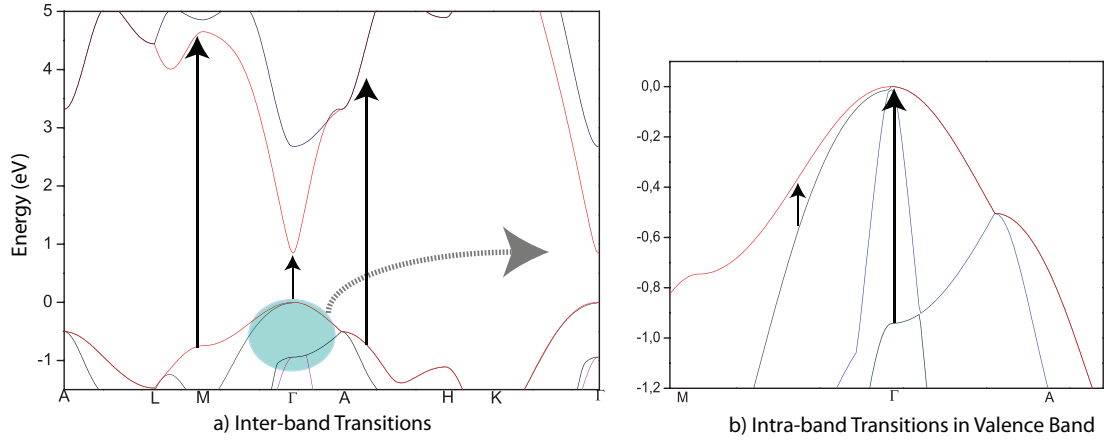 5
4
3
2
1
0
-1
Energy (eV)
A L M Γ A H K Γ
a) Inter-band Transitions
0,0
-0,2
-0,4
-0,6
-0,8
-1,0
-1,2
M Γ A
b) Intra-band Transitions in Valence Band